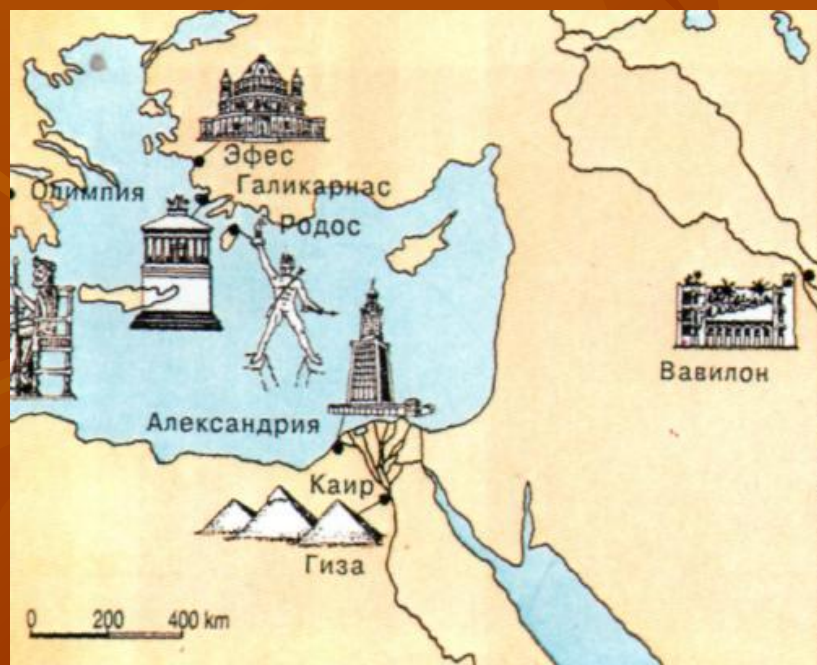 Эфес
Галикарнас
Олимпия
Родос
Вавилон
Александрия
Каир
Гиза
0 200 400 km